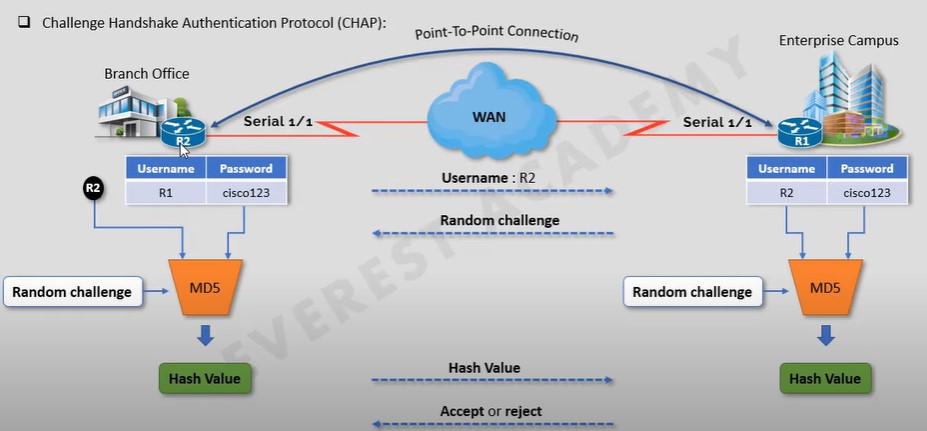 Challenge Handshake Authentication Protocol (CHAP):
Point-To-Point Connection
Enterprise Campus
Branch Office
Serial 1/1
WAN
Serial 1/1
R2
R1
Username Password
R1 cisco123
Username Password
R2 cisco123
R2
Username : R2
Random challenge
Random challenge
MD5
Random challenge
MD5
Hash Value
Hash Value
Hash Value
Accept or reject
EVEREST ACADEMY